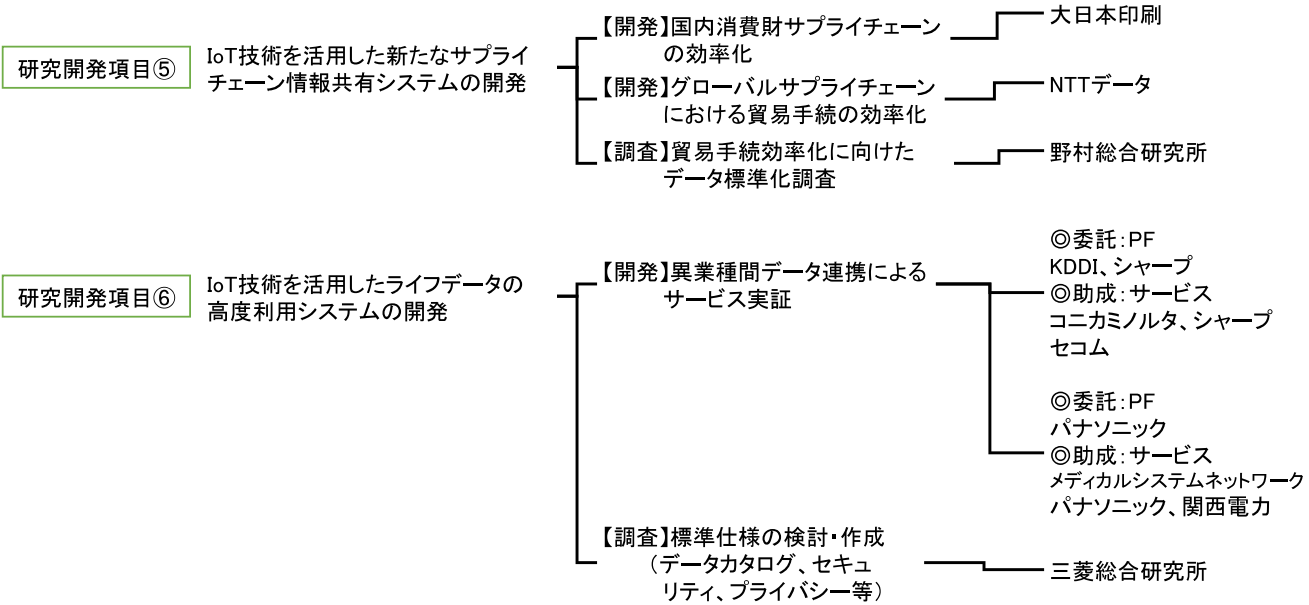 研究開発項目⑤
IoT技術を活用した新たなサプライ
チェーン情報共有システムの開発
【開発】国内消費財サプライチェーン
の効率化
大日本印刷
【開発】グローバルサプライチェーン
における貿易手続の効率化
NTTデータ
【調査】貿易手続効率化に向けた
データ標準化調査
野村総合研究所
研究開発項目⑥
IoT技術を活用したライフデータの
高度利用システムの開発
【開発】異業種間データ連携による
サービス実証
◎委託：PF
KDDI、シャープ
◎助成：サービス
コニカミノルタ、シャープ
セコム
◎委託：PF
パナソニック
◎助成：サービス
メディカルシステムネットワーク
パナソニック、関西電力
【調査】標準仕様の検討・作成
（データカタログ、セキュ
リティ、プライバシー等）
三菱総合研究所